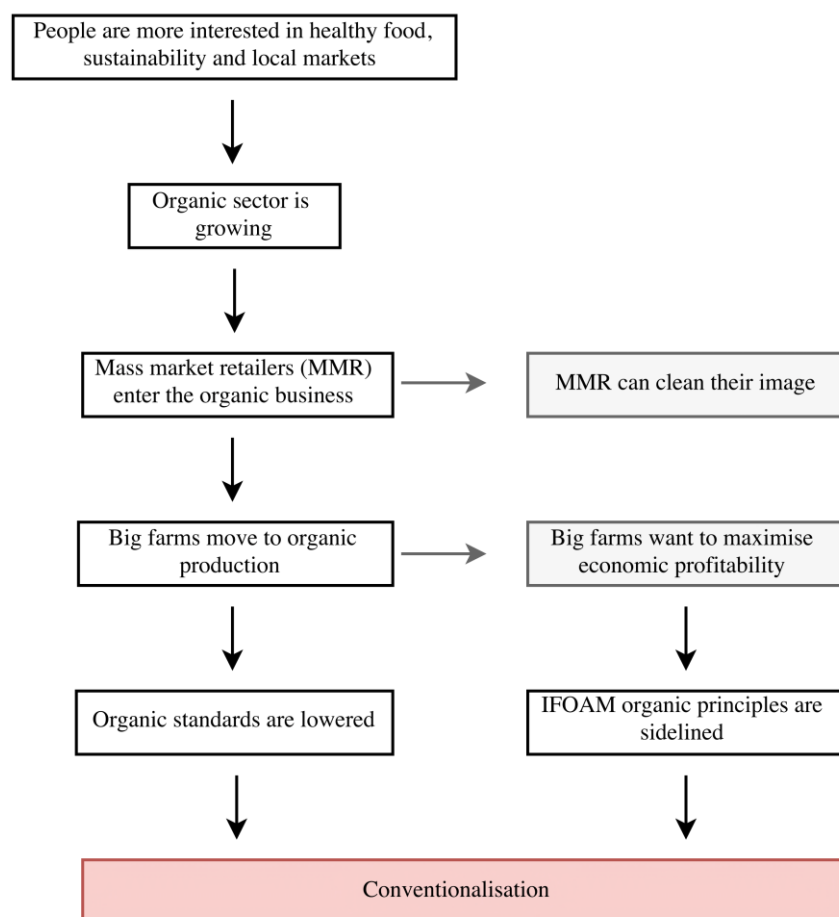 People are more interested in healthy food,
sustainability and local markets
Organic sector is
growing
Mass market retailers (MMR)
enter the organic business
MMR can clean their image
Big farms move to organic
production
Big farms want to maximise
economic profitability
Organic standards are lowered
IFOAM organic principles are
sidelined
Conventionalisation